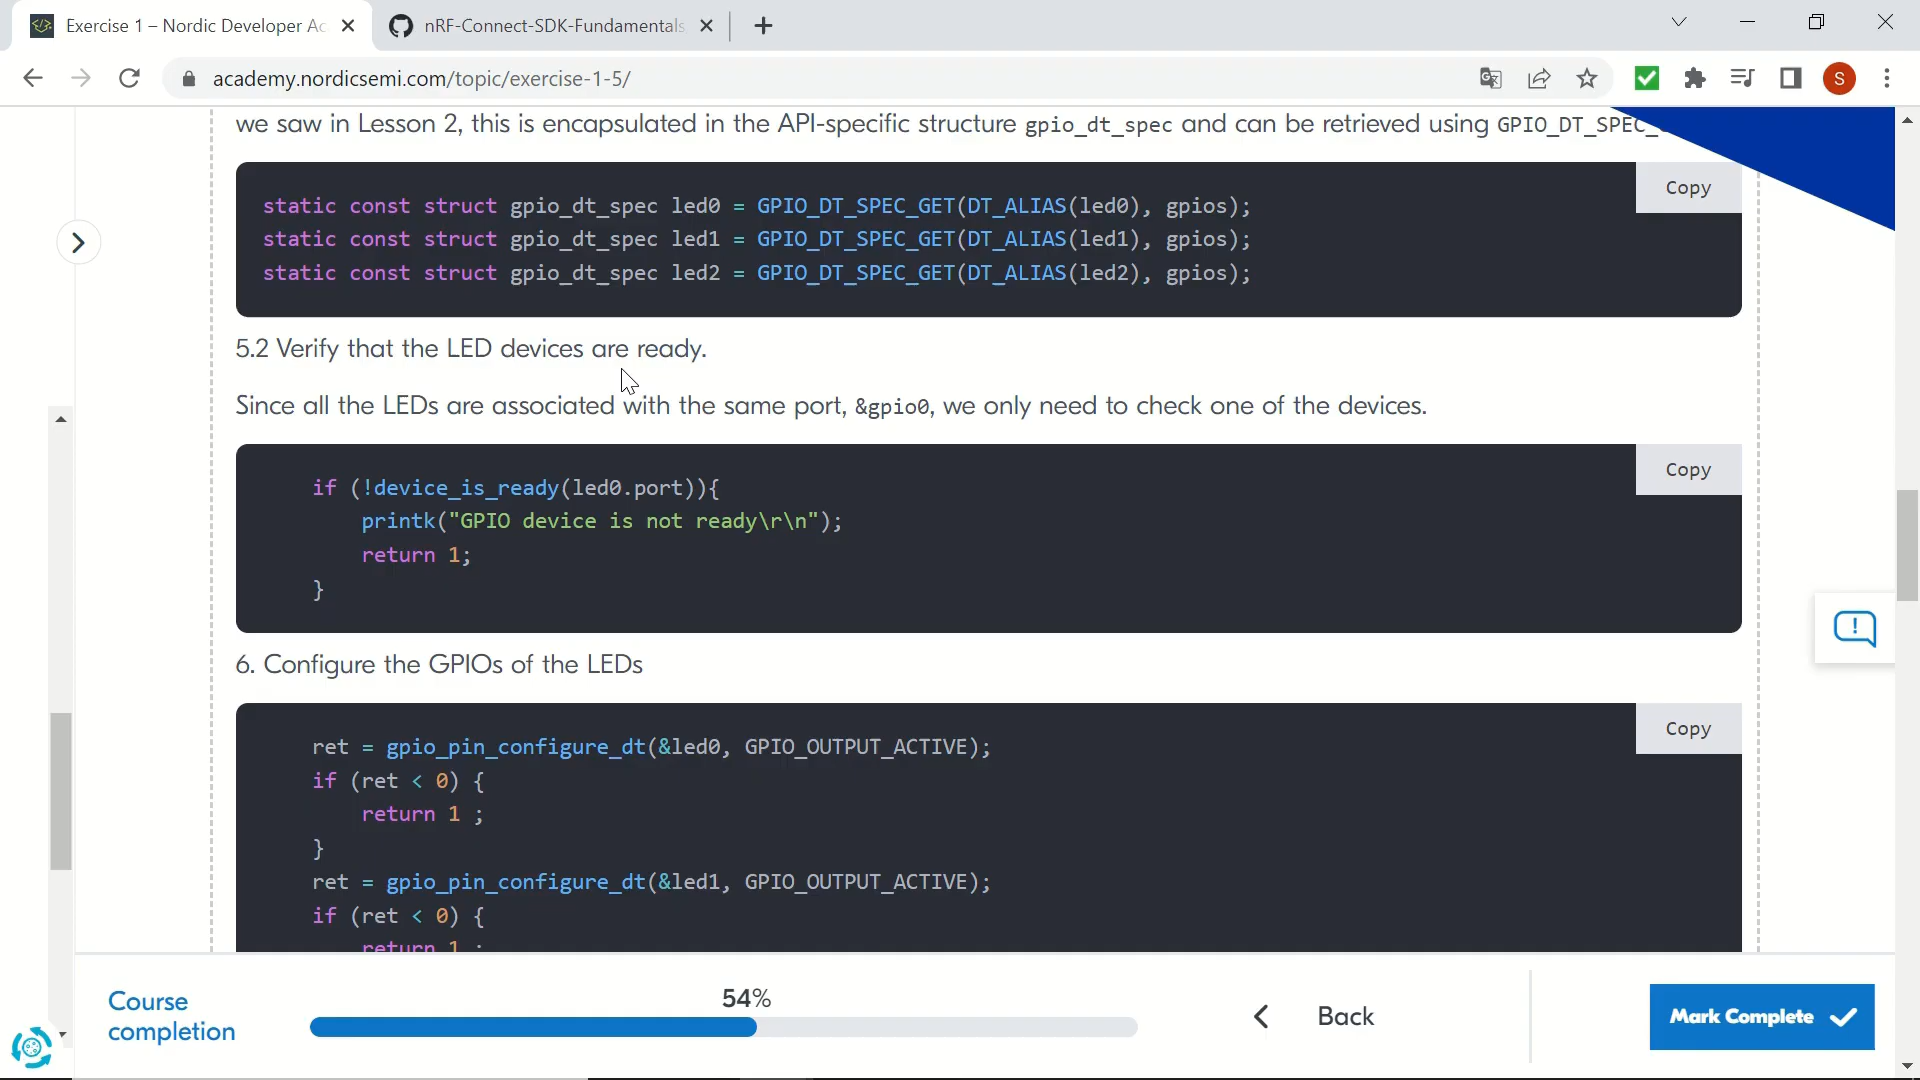 Exercise 1 – Nordic Developer Ac
nRF-Connect-SDK-Fundamentals
academy.nordicsemi.com/topic/exercise-1-5/
S
we saw in Lesson 2, this is encapsulated in the API-specific structure gpio_dt_spec and can be retrieved using GPIO_DT_SPEC_
Copy
static const struct gpio_dt_spec led0 = GPIO_DT_SPEC_GET(DT_ALIAS(led0), gpios);
static const struct gpio_dt_spec led1 = GPIO_DT_SPEC_GET(DT_ALIAS(led1), gpios);
static const struct gpio_dt_spec led2 = GPIO_DT_SPEC_GET(DT_ALIAS(led2), gpios);
5.2 Verify that the LED devices are ready.
Since all the LEDs are associated with the same port, &gpio0, we only need to check one of the devices.
Copy
if (!device_is_ready(led0.port)){
printk("GPIO device is not ready\r\n");
return 1;
}
6. Configure the GPIOs of the LEDs
Copy
ret = gpio_pin_configure_dt(&led0, GPIO_OUTPUT_ACTIVE);
if (ret < 0) {
return 1 ;
}
ret = gpio_pin_configure_dt(&led1, GPIO_OUTPUT_ACTIVE);
if (ret < 0) {
return 1 ;
Course
completion
54%
Back
Mark Complete